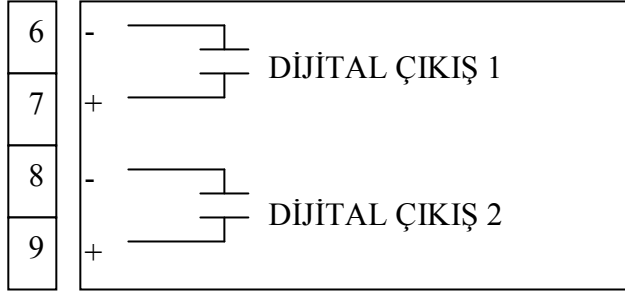 6 -
DİJİTAL ÇIKIŞ 1
7 +
8 -
DİJİTAL ÇIKIŞ 2
9 +